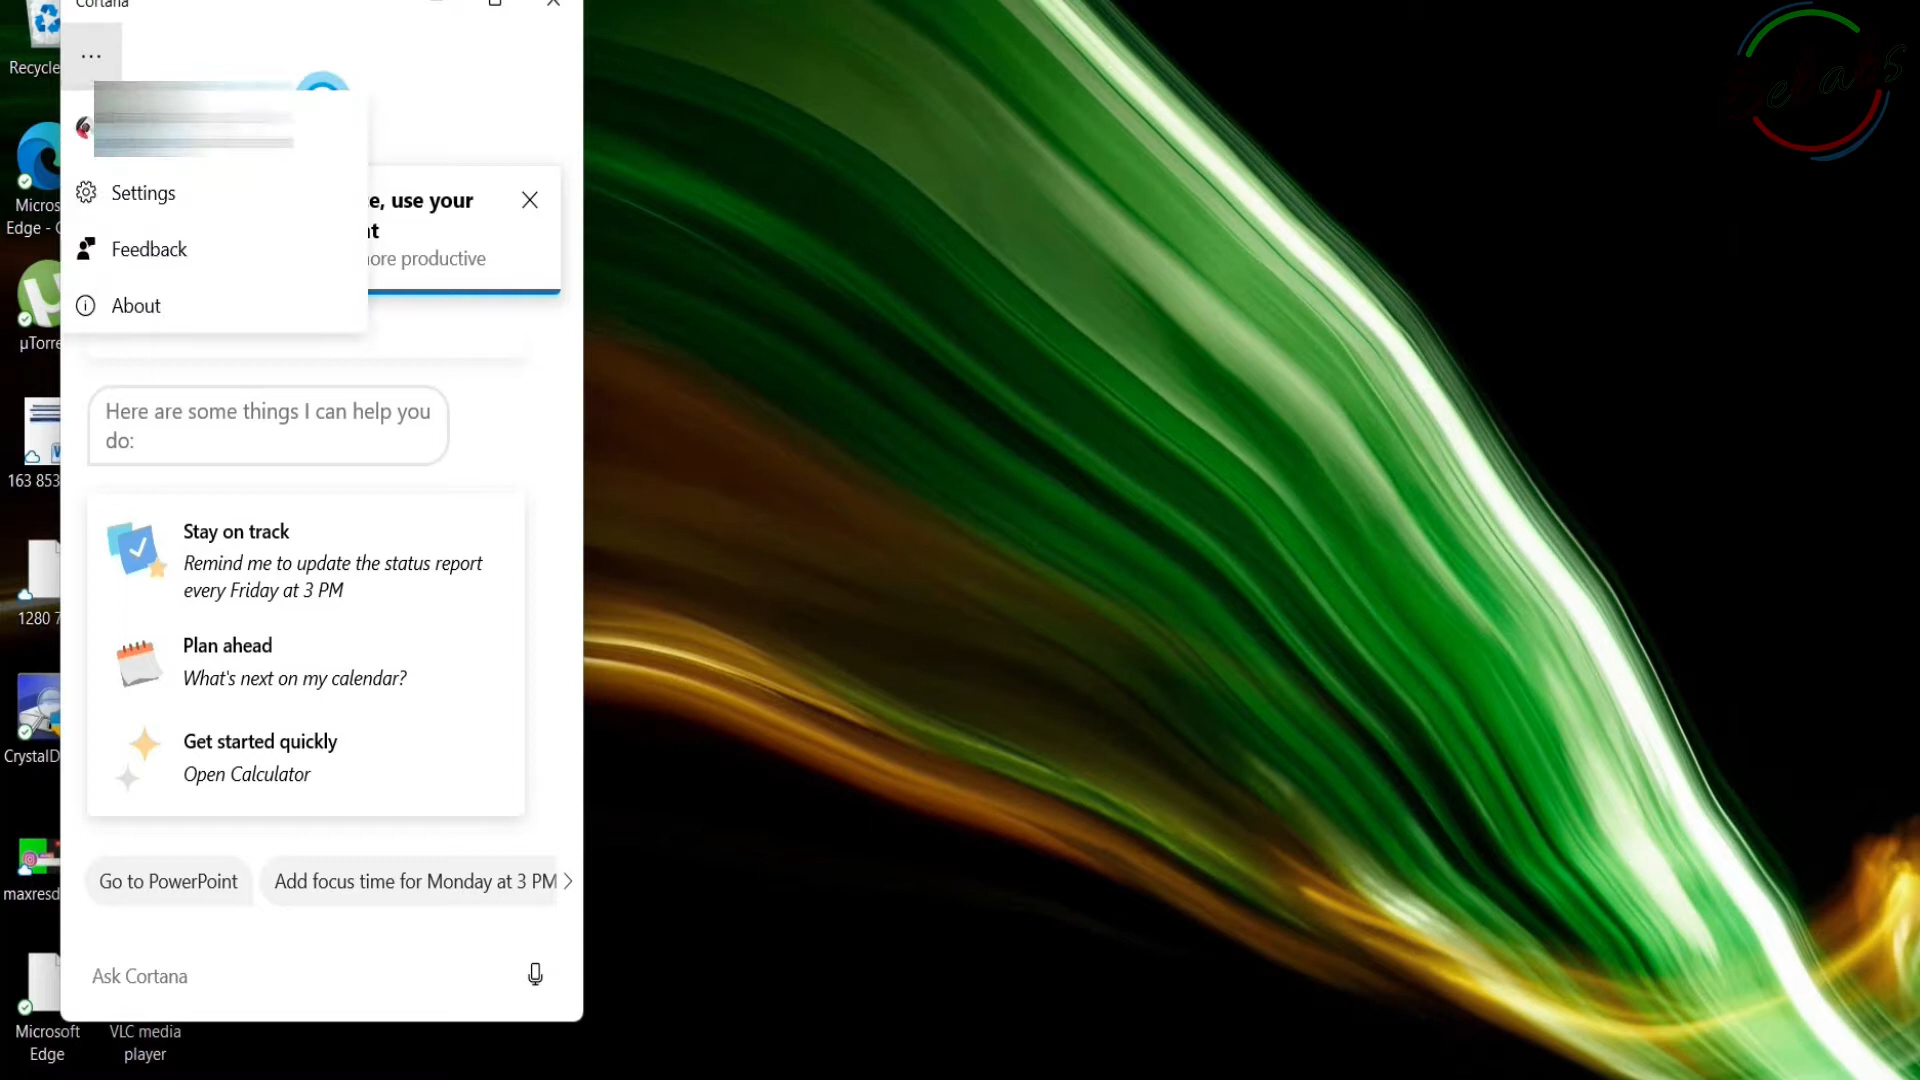 Cortana
...
Recycle
Settings
Feedback
About
e, use your
nt
ore productive
Micros
Edge -
µTorre
Here are some things I can help you
do:
163 853
Stay on track
Remind me to update the status report
every Friday at 3 PM
1280 7
Plan ahead
What's next on my calendar?
Get started quickly
Open Calculator
CrystalD
Go to PowerPoint
Add focus time for Monday at 3 PM
maxresd
Ask Cortana
Microsoft
Edge
VLC media
player